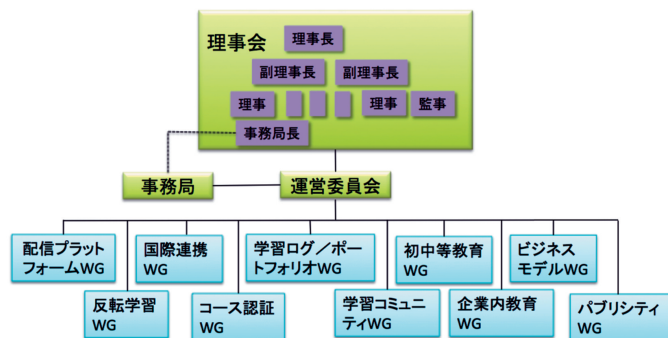 理事会
理事長
副理事長
副理事長
理事
理事
監事
事務局長
事務局
運営委員会
配信プラット
フォームWG
国際連携
WG
学習ログ／ポー
トフォリオWG
初中等教育
WG
ビジネス
モデルWG
反転学習
WG
コース認証
WG
学習コミュニ
ティWG
企業内教育
WG
パブリシティ
WG